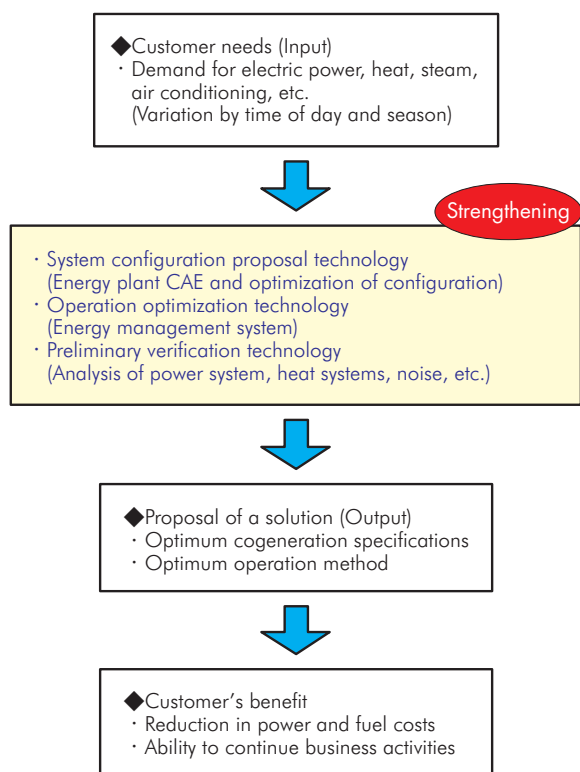 ◆Customer needs (Input)
・Demand for electric power, heat, steam,
air conditioning, etc.
(Variation by time of day and season)
Strengthening
・System configuration proposal technology
(Energy plant CAE and optimization of configuration)
・Operation optimization technology
(Energy management system)
・Preliminary verification technology
(Analysis of power system, heat systems, noise, etc.)
◆Proposal of a solution (Output)
・Optimum cogeneration specifications
・Optimum operation method
◆Customer’s benefit
・Reduction in power and fuel costs
・Ability to continue business activities